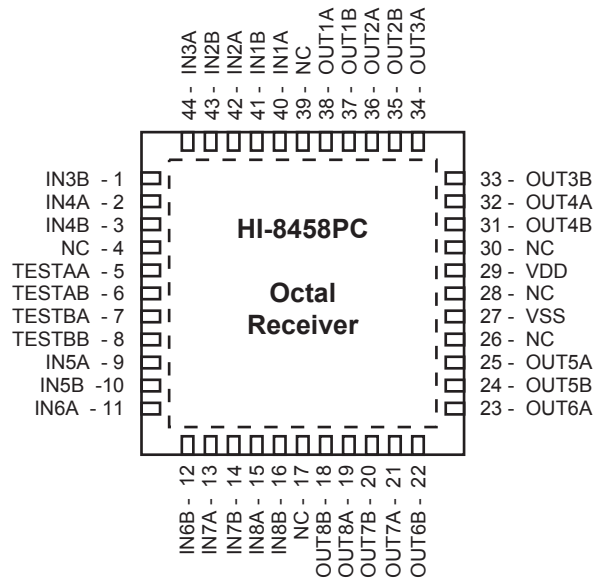 44 - IN3A
43 - IN2B
42 - IN2A
41 - IN1B
40 - IN1A
39 - NC
38 - OUT1A
37 - OUT1B
36 - OUT2A
35 - OUT2B
34 - OUT3A
IN3B - 1
IN4A - 2
IN4B - 3
NC - 4
TESTAA - 5
TESTAB - 6
TESTBA - 7
TESTBB - 8
IN5A - 9
IN5B -10
IN6A - 11
HI-8458PC
Octal
Receiver
33 - OUT3B
32 - OUT4A
31 - OUT4B
30 - NC
29 - VDD
28 - NC
27 - VSS
26 - NC
25 - OUT5A
24 - OUT5B
23 - OUT6A
IN6B - 12
IN7A - 13
IN7B - 14
IN8A - 15
IN8B - 16
NC - 17
OUT8B - 18
OUT8A - 19
OUT7B - 20
OUT7A - 21
OUT6B - 22